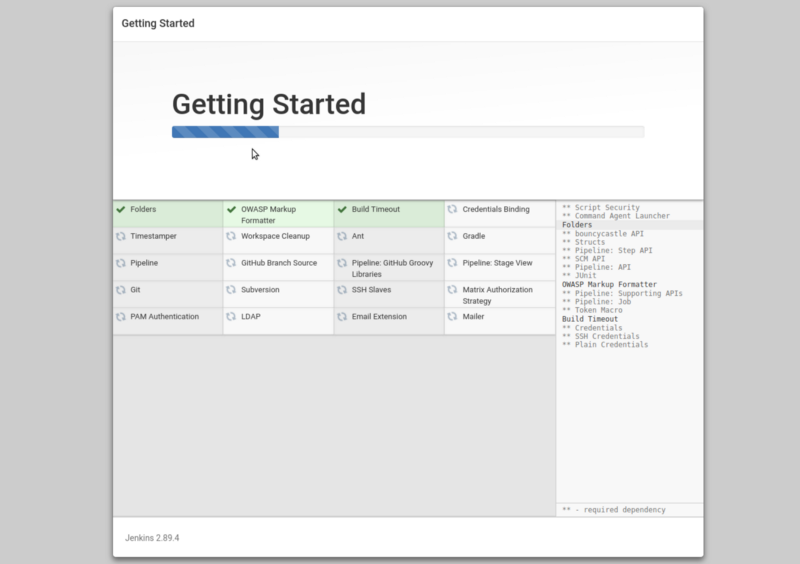 Getting Started
Getting Started
Folders
OWASP Markup
Formatter
Build Timeout
Credentials Binding
Timestamper
Workspace Cleanup
Ant
Gradle
Pipeline
GitHub Branch Source
Pipeline: GitHub Groovy
Libraries
Pipeline: Stage View
Git
Subversion
SSH Slaves
Matrix Authorization
Strategy
PAM Authentication
LDAP
Email Extension
Mailer
** Script Security
** Command Agent Launcher
Folders
** bouncycastle API
** Structs
** Pipeline: Step API
** SCM API
** Pipeline: API
** JUnit
OWASP Markup Formatter
** Pipeline: Supporting APIs
** Pipeline: Job
** Token Macro
Build Timeout
** Credentials
** SSH Credentials
** Plain Credentials
** - required dependency
Jenkins 2.89.4